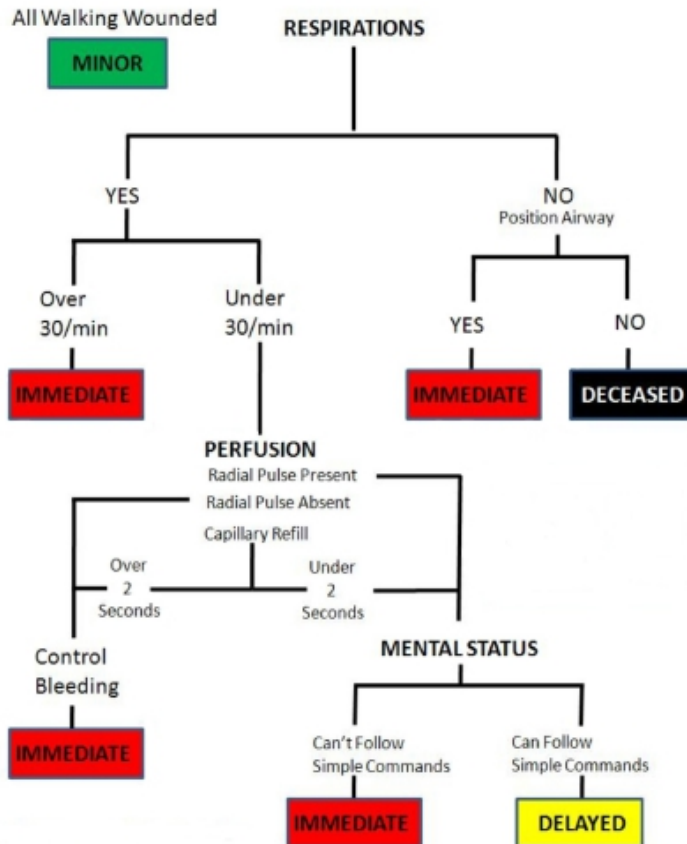 All Walking Wounded
MINOR
RESPIRATIONS
YES
NO
Position Airway
Over
30/min
Under
30/min
YES
NO
IMMEDIATE
IMMEDIATE
DECEASED
PERFUSION
Radial Pulse Present
Radial Pulse Absent
Capillary Refill
Over
2
Seconds
Under
2
Seconds
Control
Bleeding
IMMEDIATE
MENTAL STATUS
Can't Follow
Simple Commands
Can Follow
Simple Commands
IMMEDIATE
DELAYED